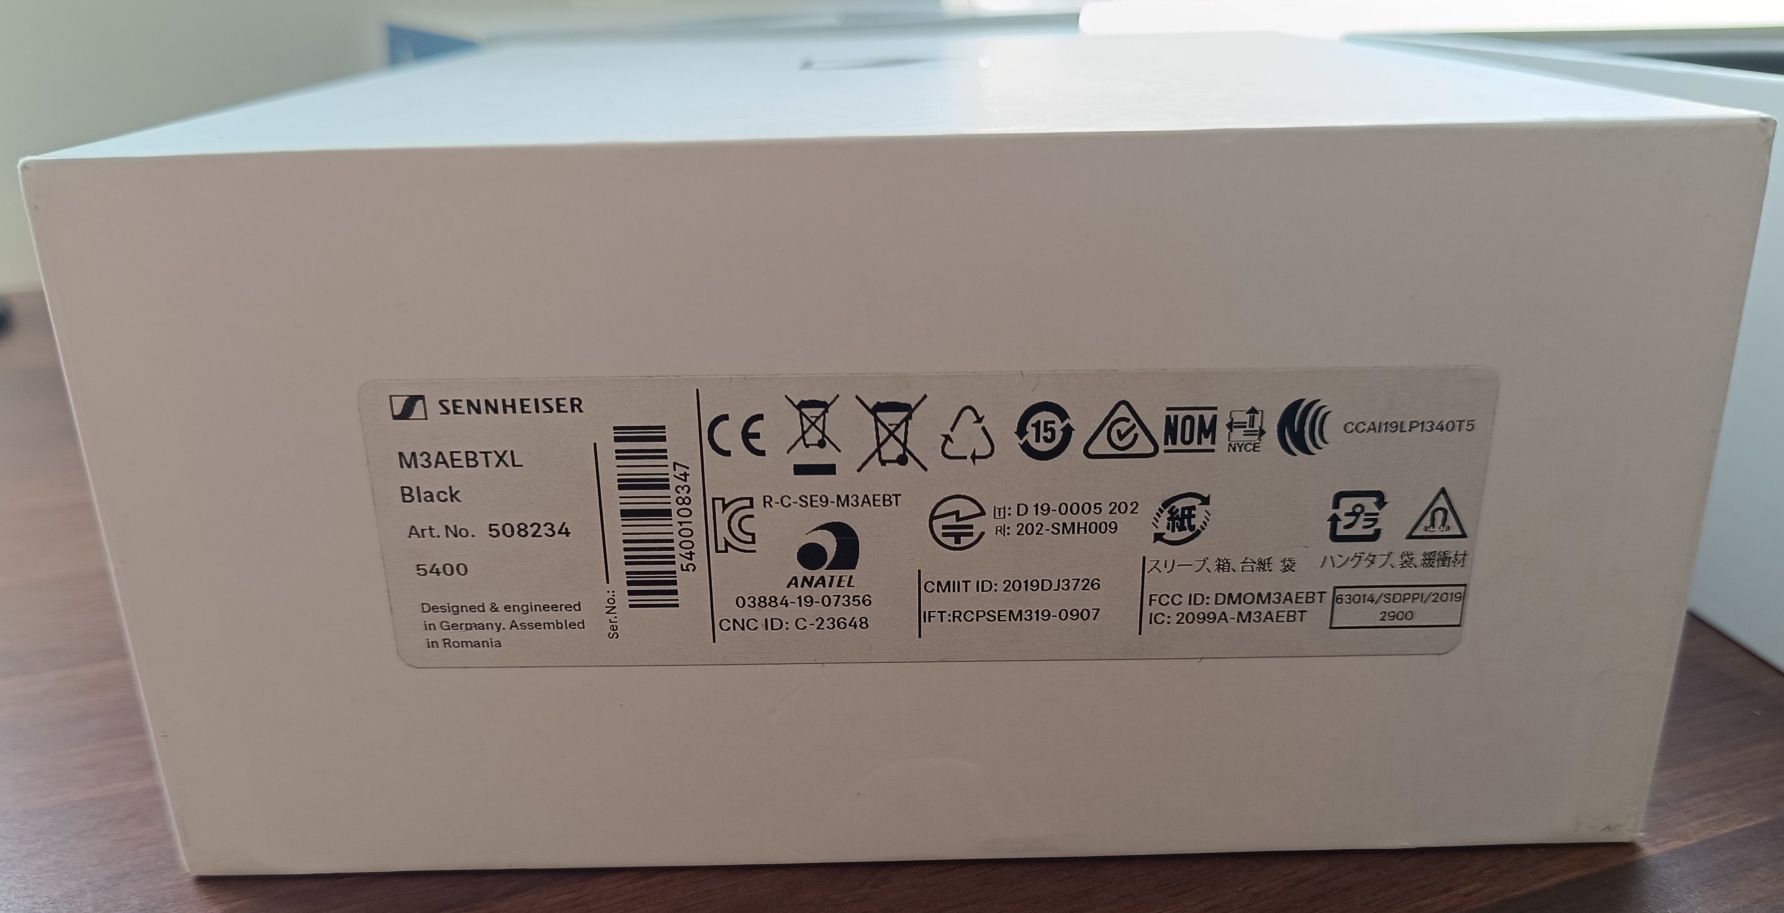 SENNHEISER
M3AEBTXL
Black
Art. No. 508234
5400
Designed & engineered
in Germany. Assembled
in Romania
Ser.No.:
5400108347
CE
15
NOM
NYCE
CCAI19LP1340T5
R-C-SE9-M3AEBT
ANATEL
03884-19-07356
CNC ID: C-23648
T: D 19-0005 202
R: 202-SMH009
CMIIT ID: 2019DJ3726
IFT:RCPSEM319-0907
紙
スリーブ、箱、台紙 袋
プラ
ハングタブ、袋、緩衝材
FCC ID: DMOM3AEBT
IC: 2099A-M3AEBT
63014/SDPPI/2019
2900